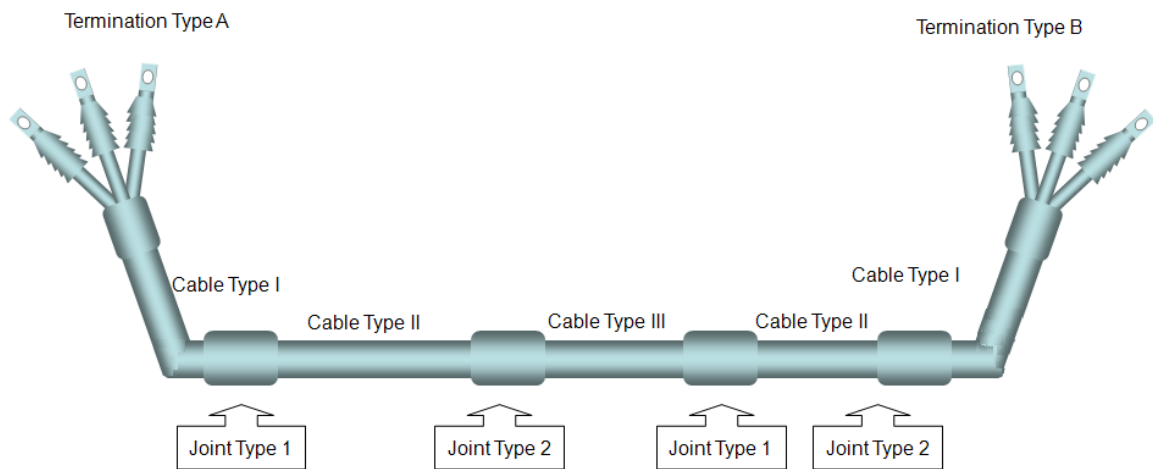 Termination Type A
Termination Type B
Cable Type I
Cable Type I
Cable Type II
Cable Type III
Cable Type II
Joint Type 1
Joint Type 2
Joint Type 1
Joint Type 2